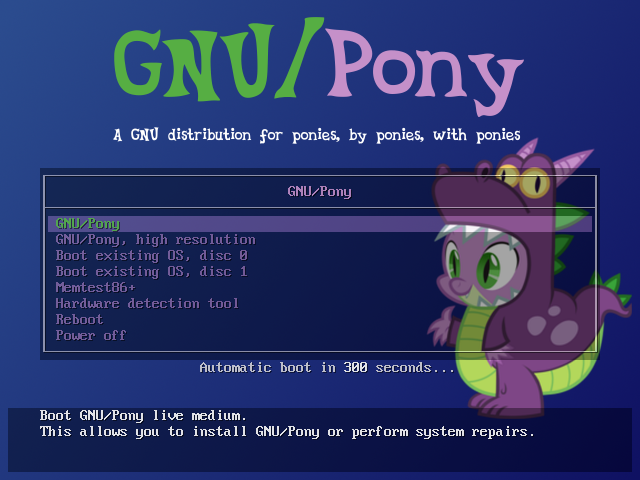 GNU/Pony
A GNU distribution for ponies, by ponies, with ponies
GNU/Pony
GNU/Pony
GNU/Pony, high resolution
Boot existing OS, disc 0
Boot existing OS, disc 1
Memtest86+
Hardware detection tool
Reboot
Power off
Automatic boot in 300 seconds...
Boot GNU/Pony live medium.
This allows you to install GNU/Pony or perform system repairs.